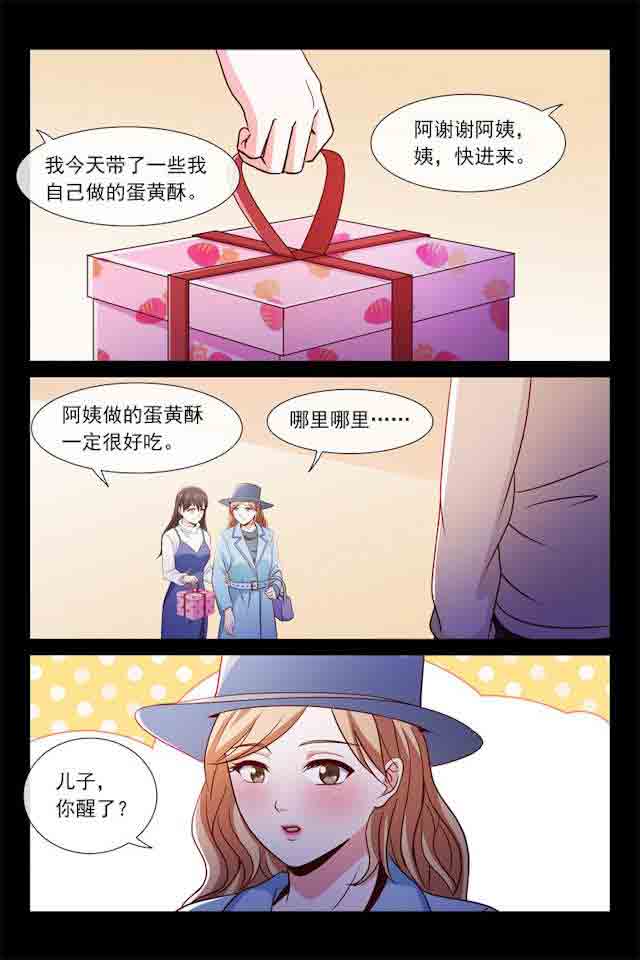 我今天带了一些我
自己做的蛋黄酥。
阿谢谢阿姨,
姨,快进来。
阿姨做的蛋黄酥
一定很好吃。
哪里哪里……
儿子,
你醒了?